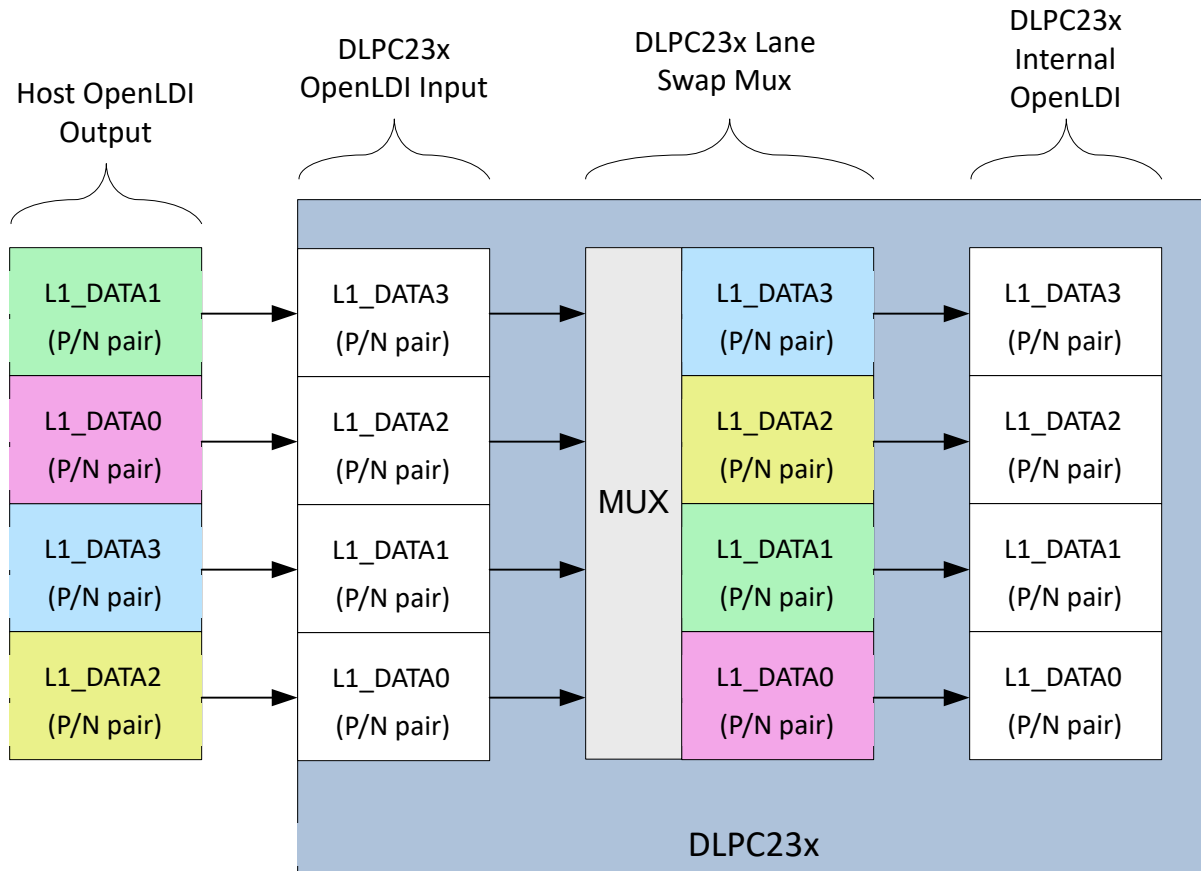 Host OpenLDI
Output
DLPC23x
OpenLDI Input
DLPC23x Lane
Swap Mux
DLPC23x
Internal
OpenLDI
L1_DATA1
(P/N pair)
L1_DATA0
(P/N pair)
L1_DATA3
(P/N pair)
L1_DATA2
(P/N pair)
L1_DATA3
(P/N pair)
L1_DATA2
(P/N pair)
L1_DATA1
(P/N pair)
L1_DATA0
(P/N pair)
MUX
L1_DATA3
(P/N pair)
L1_DATA2
(P/N pair)
L1_DATA1
(P/N pair)
L1_DATA0
(P/N pair)
L1_DATA3
(P/N pair)
L1_DATA2
(P/N pair)
L1_DATA1
(P/N pair)
L1_DATA0
(P/N pair)
DLPC23x